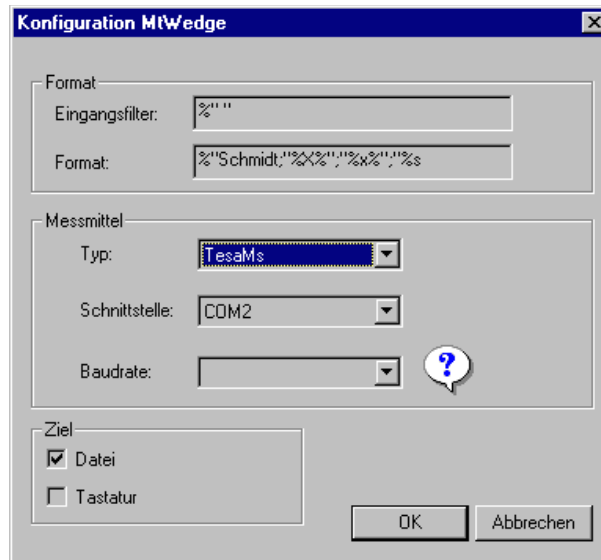 Konfiguration MtWedge
Format
Eingangsfilter: %" "
Format: %"Schmidt;"%X%";"%x%";"%s
Messmittel
Typ: TesaMs
Schnittstelle: COM2
Baudrate:
?
Ziel
Datei
Tastatur
OK Abbrechen